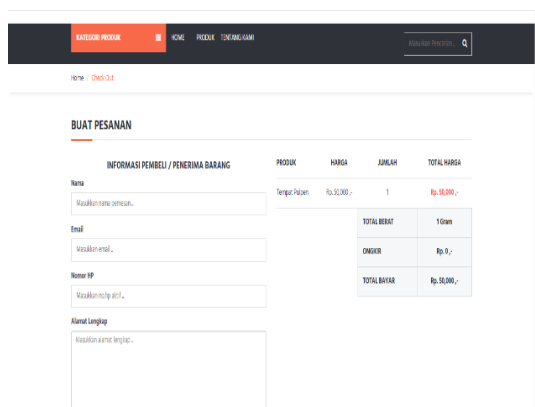 KATEGORI PRODUK
HOME PRODUK TENTANG KAMI
Masukan Pencarian..
Home / Check Out
BUAT PESANAN
INFORMASI PEMBELI / PENERIMA BARANG
Nama
Masukkan nama pemesan..
Email
Masukkan email..
Nomor HP
Masukkan no.hp aktif..
Alamat Lengkap
Masukkan alamat lengkap..
PRODUK HARGA JUMLAH TOTAL HARGA
Tempat Pulpen Rp. 50,000 ,- 1 Rp. 50,000 ,-
TOTAL BERAT 1 Gram
ONGKIR Rp. 0 ,-
TOTAL BAYAR Rp. 50,000 ,-